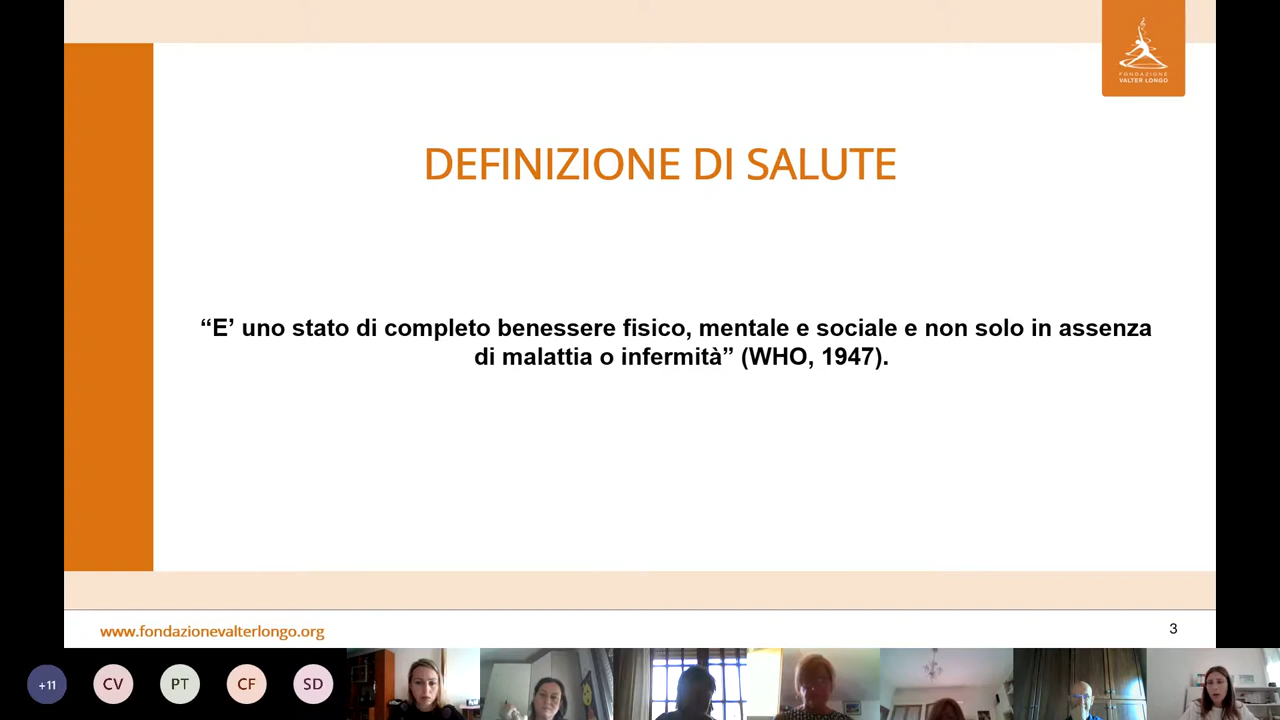 FONDAZIONE
VALTER LONGO
DEFINIZIONE DI SALUTE
“E’ uno stato di completo benessere fisico, mentale e sociale e non solo in assenza
di malattia o infermità” (WHO, 1947).
www.fondazionevalterlongo.org
3
+11
CV
PT
CF
SD